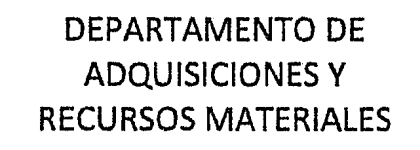 DEPARTAMENTO DE
ADQUISICIONES Y
RECURSOS MATERIALES